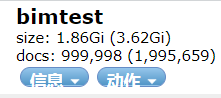 bimtest
size: 1.86Gi (3.62Gi)
docs: 999,998 (1,995,659)
信息 动作